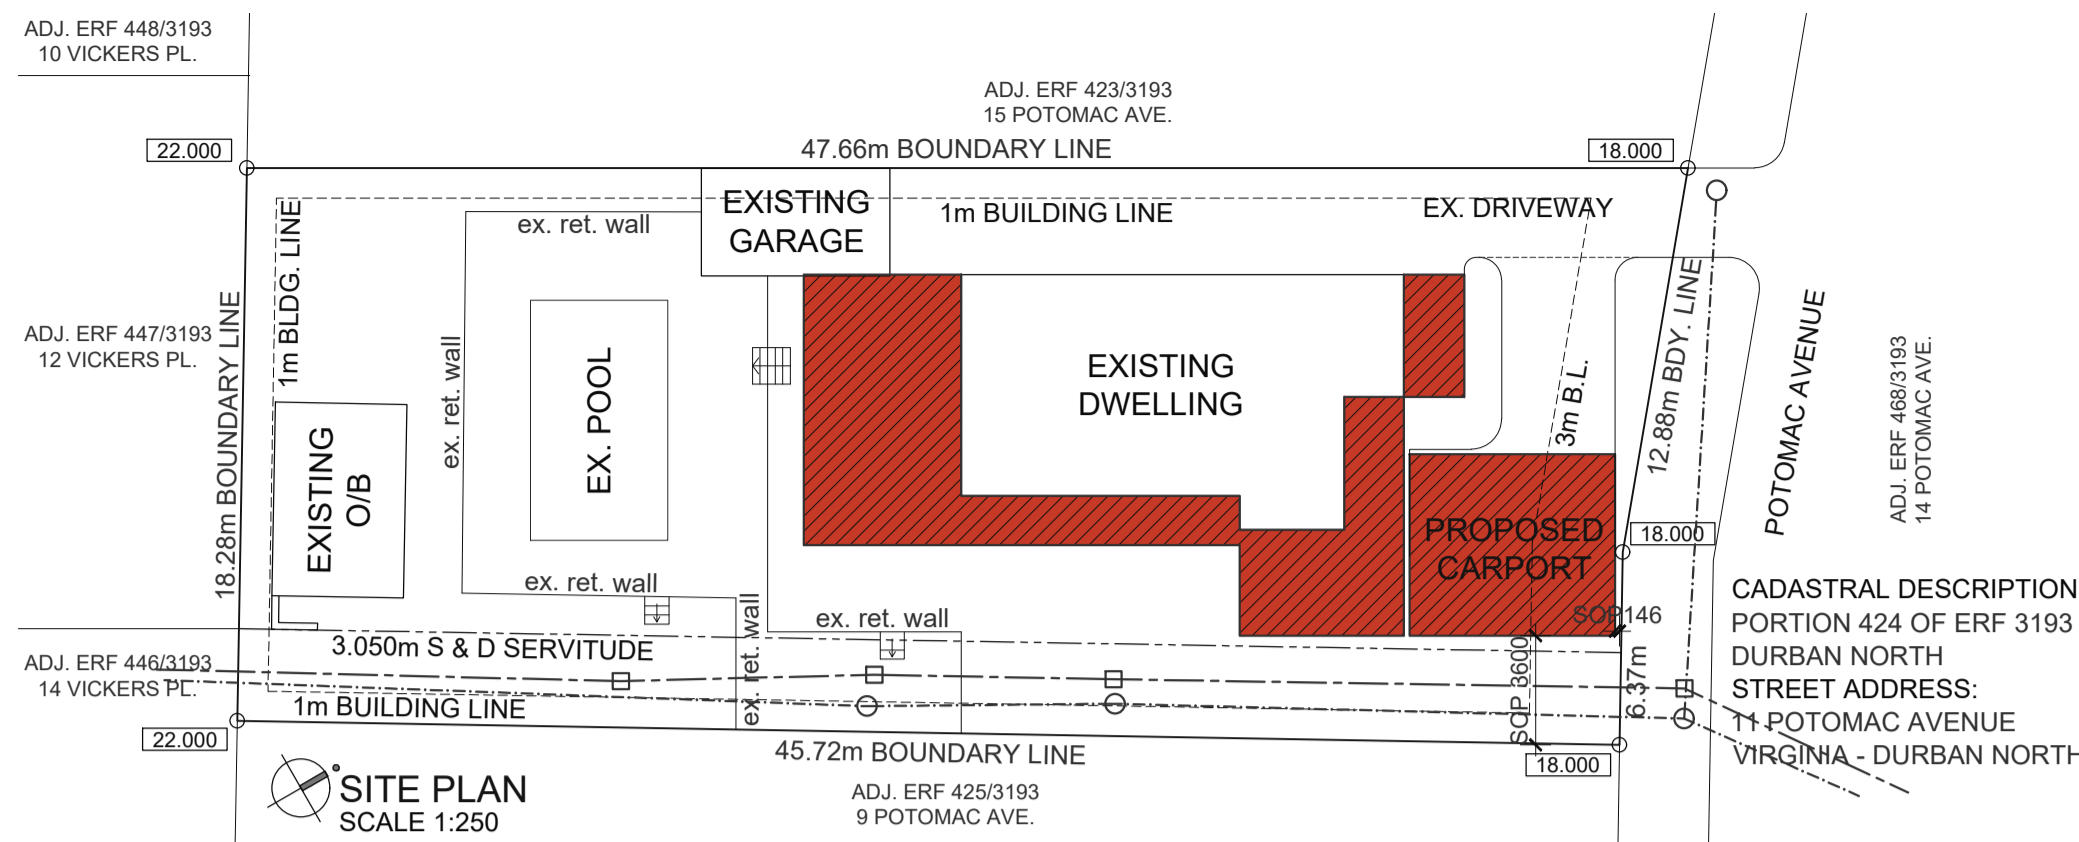 ADJ. ERF 448/3193
10 VICKERS PL.
ADJ. ERF 423/3193
15 POTOMAC AVE.
22.000
47.66m BOUNDARY LINE
18.000
EXISTING
GARAGE
ex. ret. wall
1m BUILDING LINE
EX. DRIVEWAY
1m BLDG. LINE
ADJ. ERF 447/3193
12 VICKERS PL.
18.28m BOUNDARY LINE
ex. ret. wall
EX. POOL
EXISTING
DWELLING
3m B.L.
12.88m BDY. LINE
POTOMAC AVENUE
ADJ. ERF 468/3193
14 POTOMAC AVE.
EXISTING
O/B
PROPOSED
CARPORT
18.000
ex. ret. wall
ex. ret. wall
ex. ret. wall
SOP146
3.050m S & D SERVITUDE
ADJ. ERF 446/3193
14 VICKERS PL.
SOP 3600
6.37m
1m BUILDING LINE
22.000
45.72m BOUNDARY LINE
18.000
CADASTRAL DESCRIPTION
PORTION 424 OF ERF 3193
DURBAN NORTH
STREET ADDRESS:
11 POTOMAC AVENUE
VIRGINIA - DURBAN NORTH
SITE PLAN
SCALE 1:250
ADJ. ERF 425/3193
9 POTOMAC AVE.